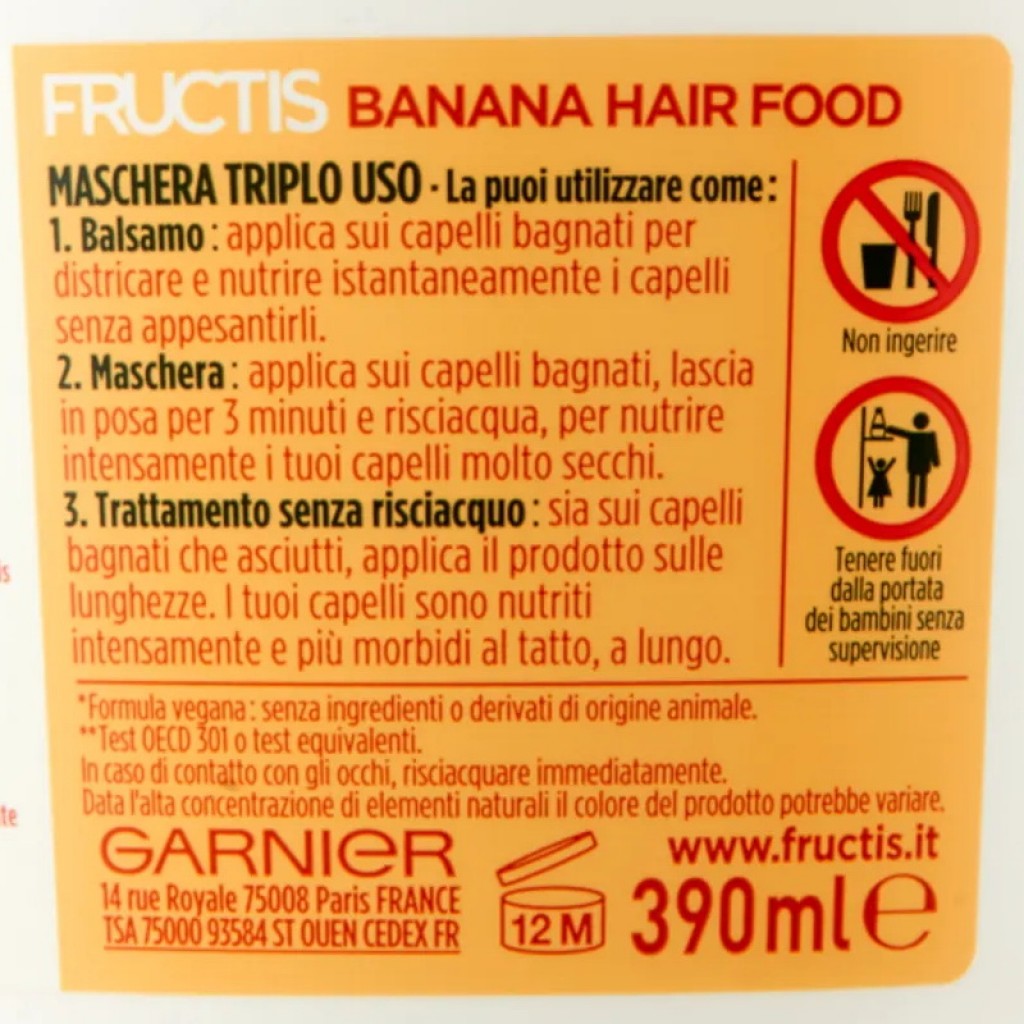 FRUCTIS BANANA HAIR FOOD
MASCHERA TRIPLO USO - La puoi utilizzare come:
1. Balsamo: applica sui capelli bagnati per
districare e nutrire istantaneamente i capelli
senza appesantirli.
2. Maschera: applica sui capelli bagnati, lascia
in posa per 3 minuti e risciacqua, per nutrire
intensamente i tuoi capelli molto secchi.
3. Trattamento senza risciacquo: sia sui capelli
bagnati che asciutti, applica il prodotto sulle
lunghezze. I tuoi capelli sono nutriti
intensamente e più morbidi al tatto, a lungo.
Non ingerire
Tenere fuori
dalla portata
dei bambini senza
supervisione
*Formula vegana: senza ingredienti o derivati di origine animale.
**Test OECD 301 o test equivalenti.
In caso di contatto con gli occhi, risciacquare immediatamente.
Data l'alta concentrazione di elementi naturali il colore del prodotto potrebbe variare.
GARNIER
14 rue Royale 75008 Paris FRANCE
TSA 75000 93584 ST OUEN CEDEX FR
12 M
www.fructis.it
390ml e